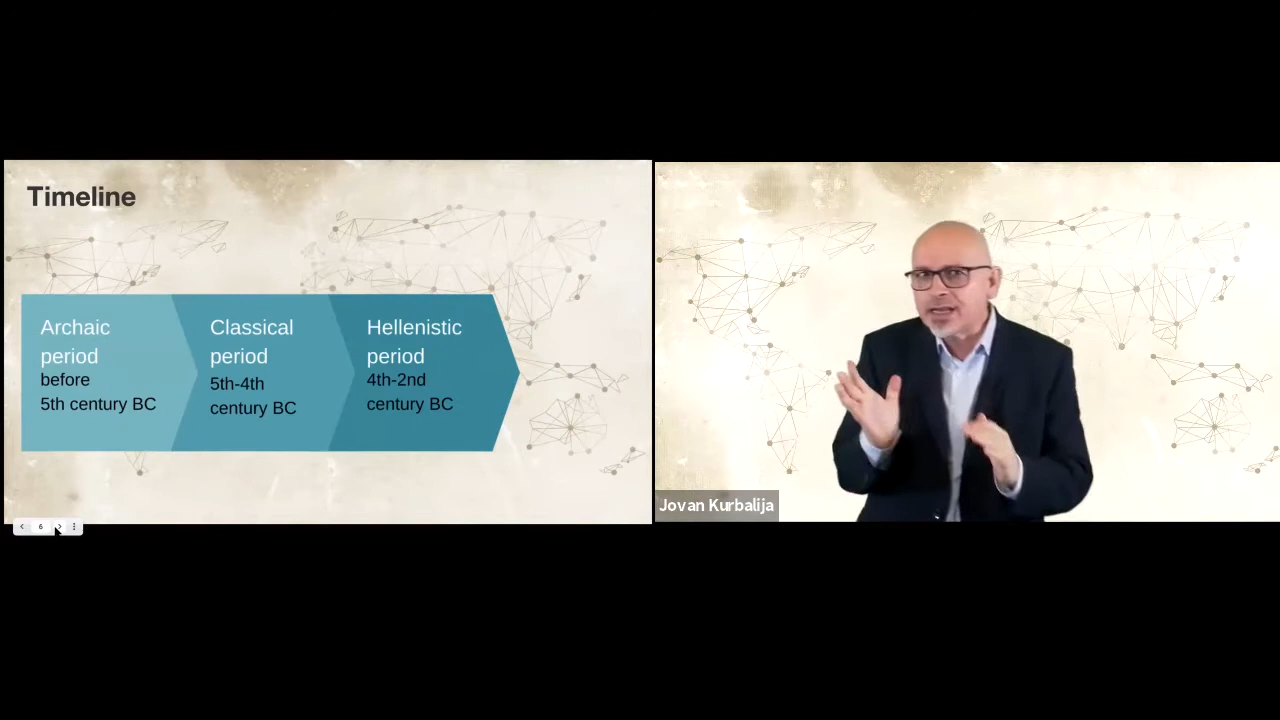 Timeline
Archaic
period
before
5th century BC
Classical
period
5th-4th
century BC
Hellenistic
period
4th-2nd
century BC
6
Jovan Kurbalija